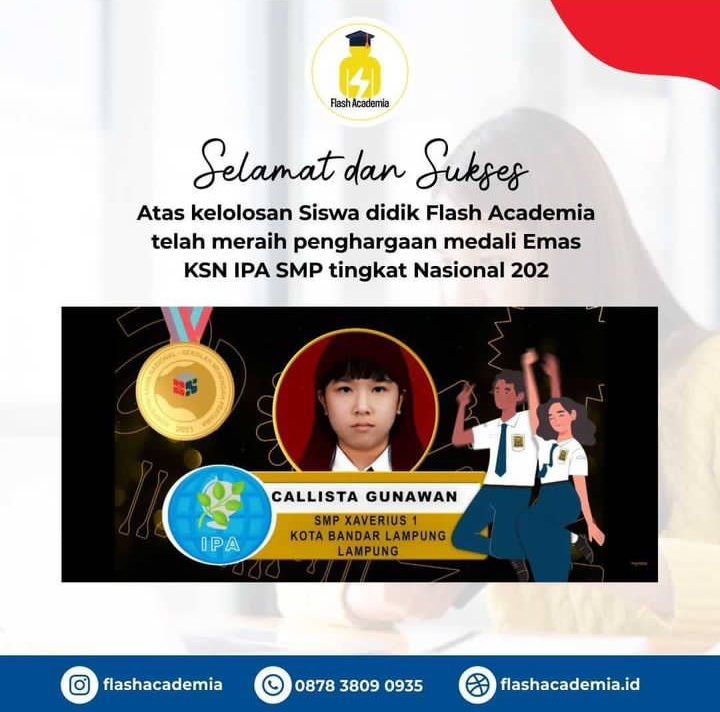 Flash Academia
Selamat dan Sukses
Atas kelolosan Siswa didik Flash Academia
telah meraih penghargaan medali Emas
KSN IPA SMP tingkat Nasional 202
2021
CALLISTA GUNAWAN
IPA
SMP XAVERIUS 1
KOTA BANDAR LAMPUNG
LAMPUNG
flashacademia
0878 3809 0935
flashacademia.id